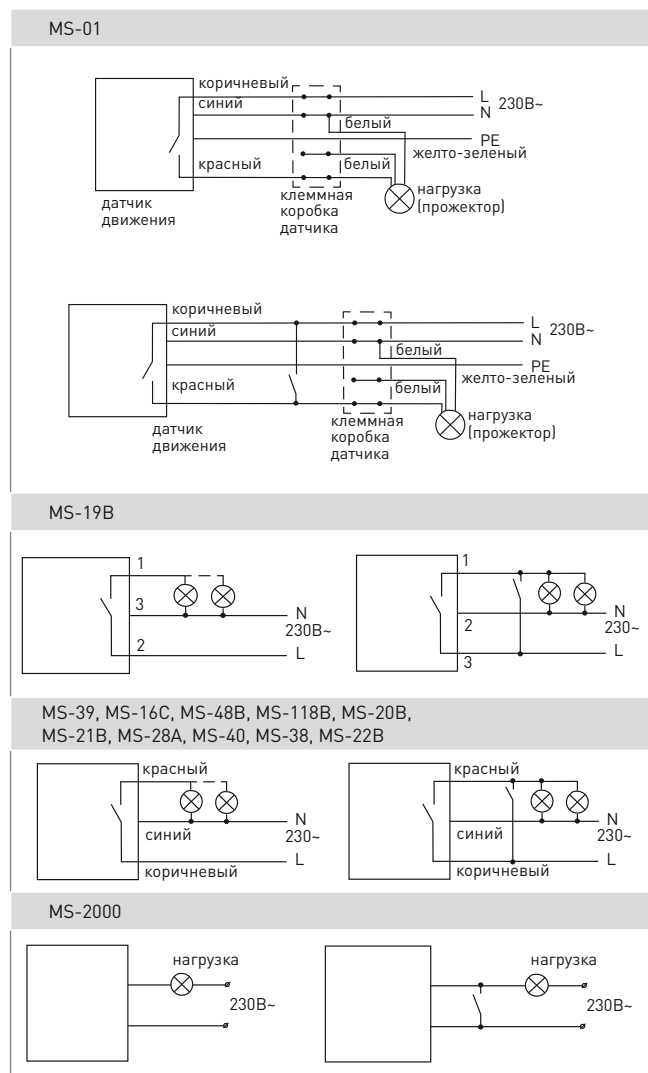 MS-01
коричневый
синий
L
230В~
N
белый
PE
желто-зеленый
красный
белый
нагрузка
(прожектор)
датчик
движения
клеммная
коробка
датчика
коричневый
синий
L
230В~
N
белый
PE
желто-зеленый
красный
белый
нагрузка
(прожектор)
датчик
движения
клеммная
коробка
датчика
MS-19B
1
3
N
230В~
2
L
1
N
2
230~
L
3
MS-39, MS-16C, MS-48B, MS-118B, MS-20B,
MS-21B, MS-28A, MS-40, MS-38, MS-22B
красный
N
синий
230~
L
коричневый
красный
N
синий
230~
L
коричневый
MS-2000
нагрузка
230В~
нагрузка
230В~